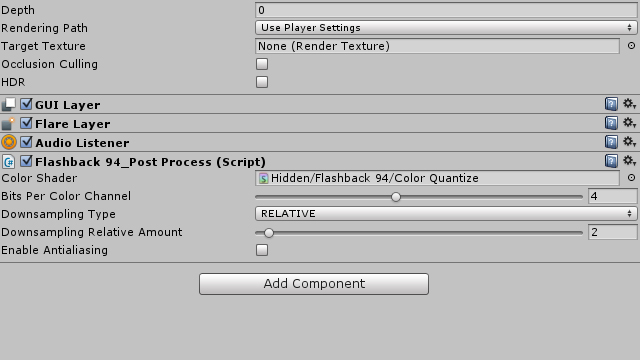 Depth 0
Rendering Path Use Player Settings
Target Texture None (Render Texture)
Occlusion Culling
HDR
GUI Layer
Flare Layer
Audio Listener
Flashback 94_Post Process (Script)
Color Shader Hidden/Flashback 94/Color Quantize
Bits Per Color Channel 4
Downsampling Type RELATIVE
Downsampling Relative Amount 2
Enable Antialiasing
Add Component